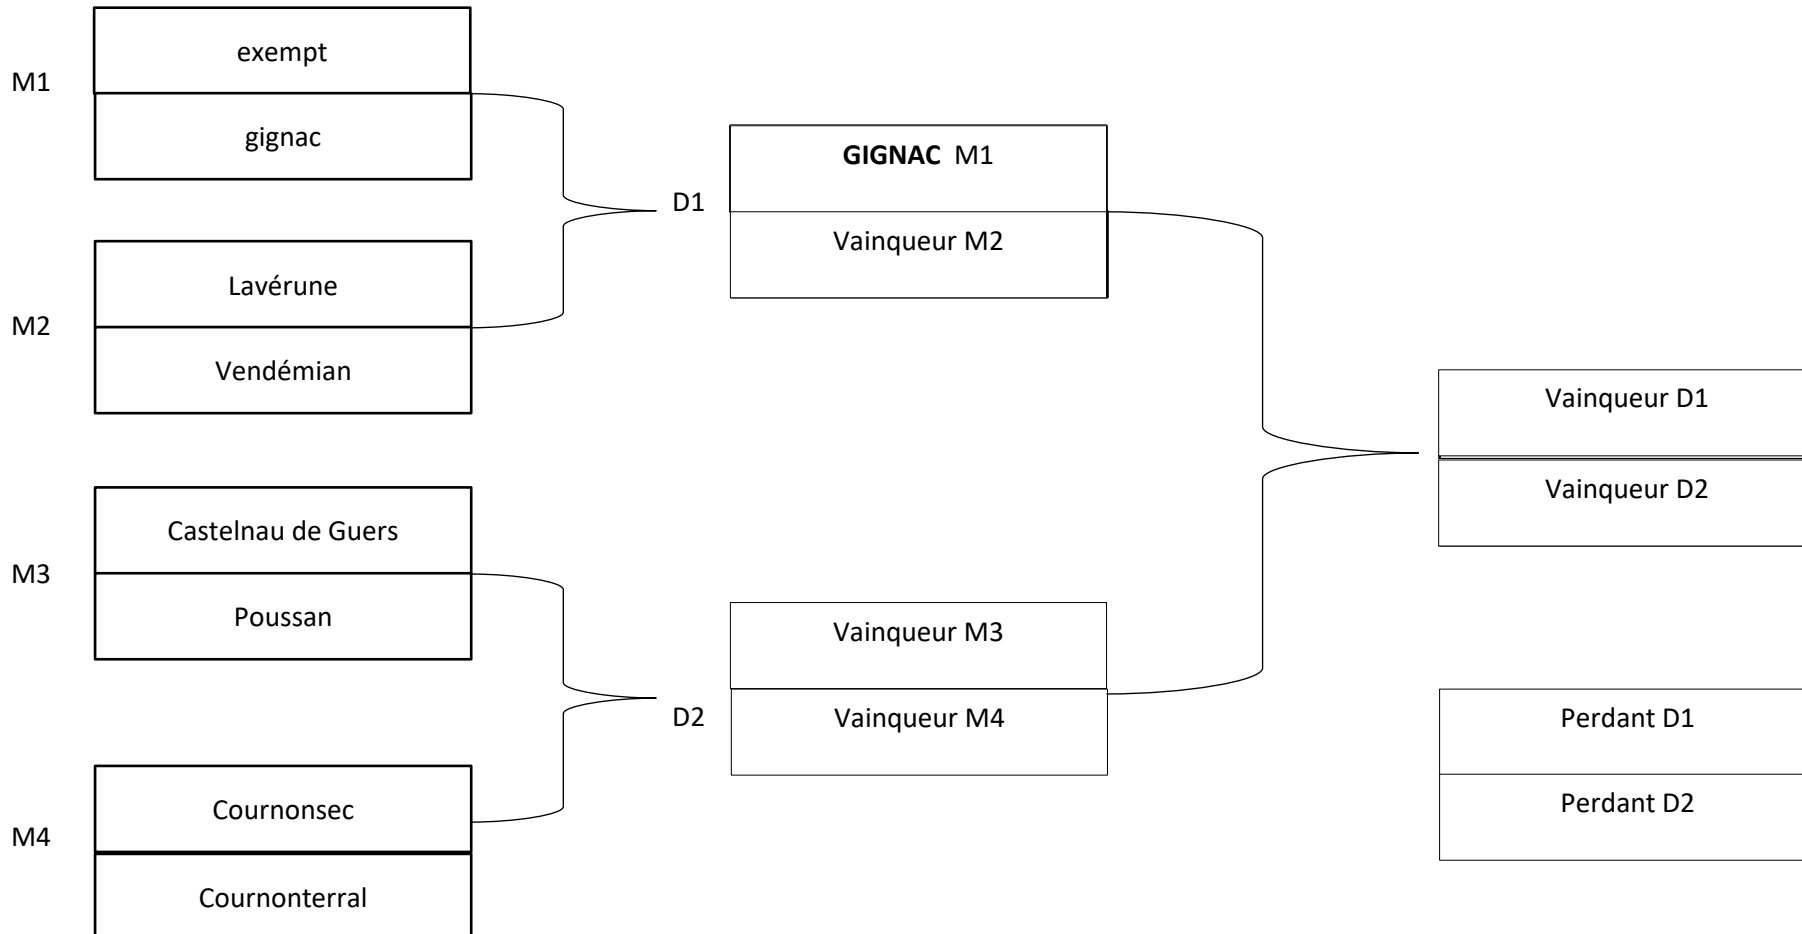 M1
exempt
gignac
M2
Lavérune
Vendémian
M3
Castelnau de Guers
Poussan
M4
Cournonsec
Cournonterral
D1
GIGNAC M1
Vainqueur M2
D2
Vainqueur M3
Vainqueur M4
Vainqueur D1
Vainqueur D2
Perdant D1
Perdant D2